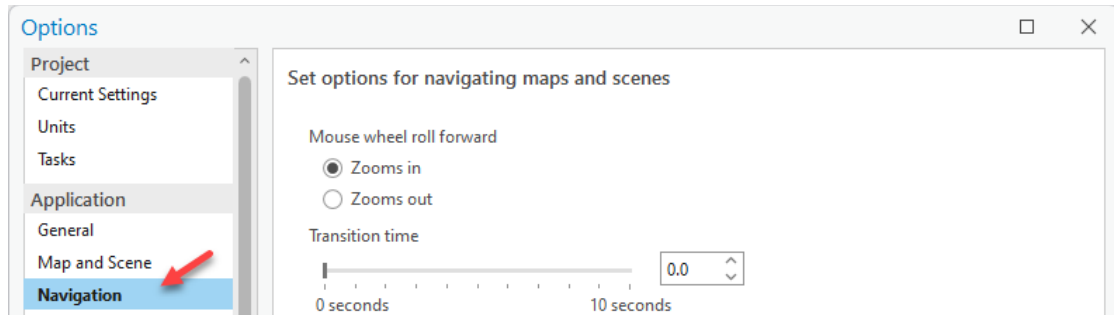 Options
Project
Current Settings
Units
Tasks
Application
General
Map and Scene
Navigation
Set options for navigating maps and scenes
Mouse wheel roll forward
Zooms in
Zooms out
Transition time
0.0
0 seconds 10 seconds